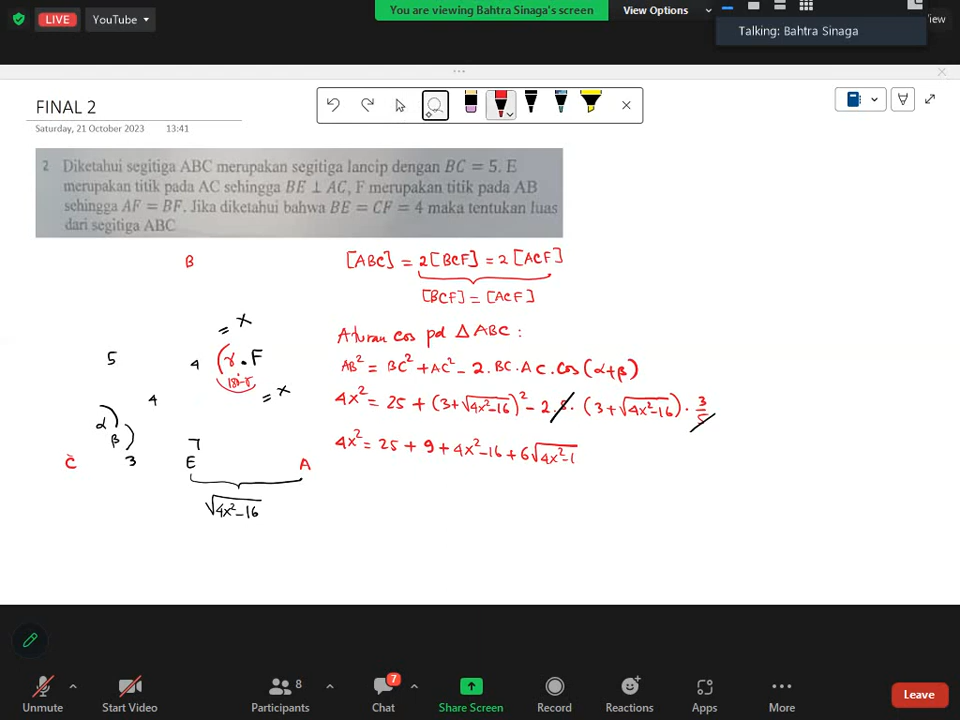 You are viewing Bahtra Sinaga's screen
View Options
LIVE
YouTube
View
Talking: Bahtra Sinaga
FINAL 2
Saturday, 21 October 2023 13:41
2 Diketahui segitiga ABC merupakan segitiga lancip dengan BC = 5. E
merupakan titik pada AC sehingga BE ⊥ AC, F merupakan titik pada AB
sehingga AF = BF. Jika diketahui bahwa BE = CF = 4 maka tentukan luas
dari segitiga ABC
B
[ABC] = 2[BCF] = 2[ACF]
[BCF] = [ACF]
= x
Aturan cos pd △ ABC :
5
4
γ
F
180-γ
AB² = BC² + AC² - 2.BC.AC.cos(α+β)
= x
4
4x² = 25 + (3+√4x²-16)² - 2.5. (3+√4x²-16) . 3/5
α
β
4x² = 25 + 9 + 4x²-16 + 6√4x²-1
C
3
E
A
√4x²-16
Unmute
Start Video
8
Participants
7
Chat
Share Screen
Record
Reactions
Apps
More
Leave